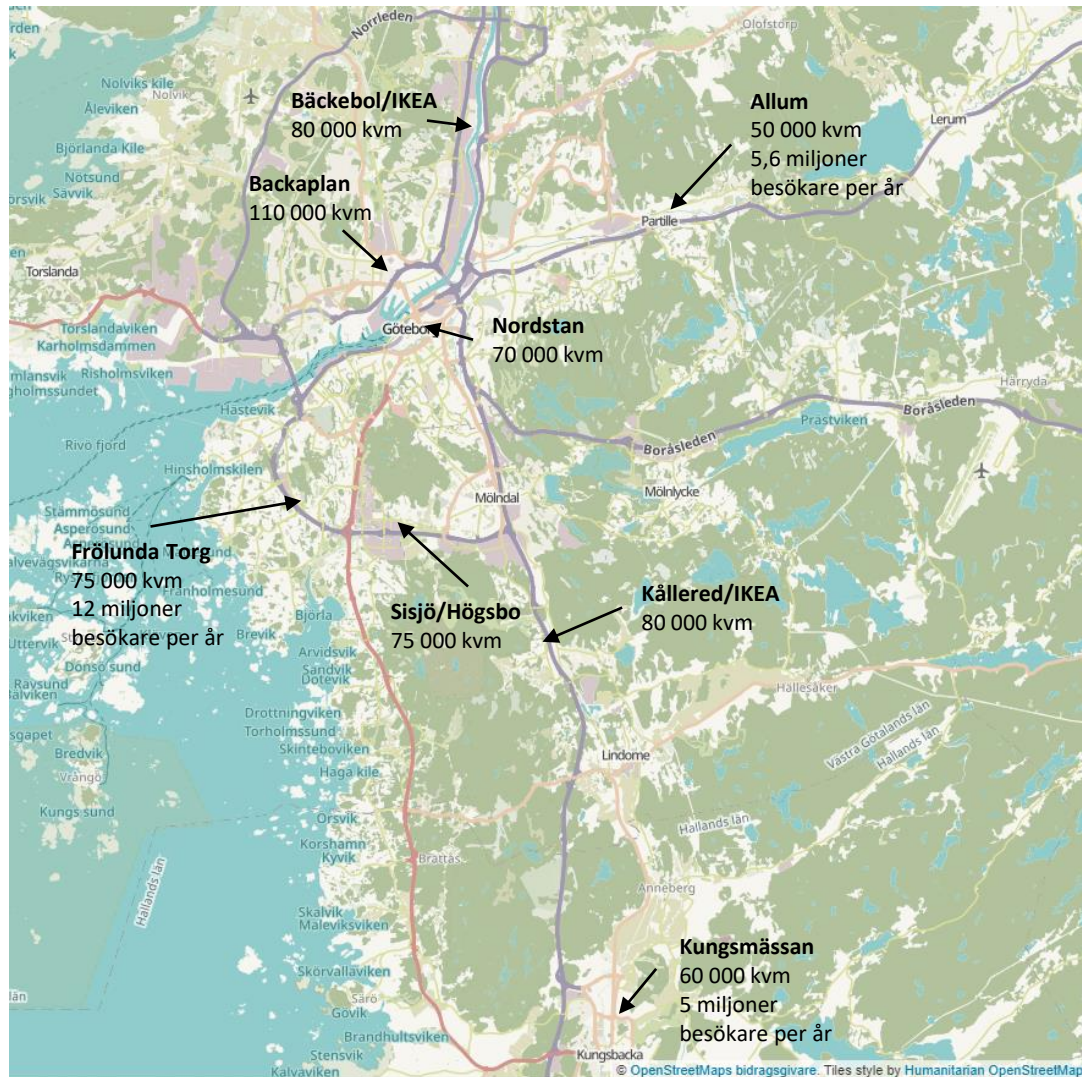 Norrleden
Olofstorp
Nolviks kile
Nolvik
Åleviken
Björlanda Kile
Nötsund
Sävvik
Bäckebol/IKEA
80 000 kvm
Allum
50 000 kvm
5,6 miljoner
besökare per år
Lerum
Backaplan
110 000 kvm
Partille
Torslanda
Torslandaviken
Karholmsdammen
Risholmsviken
Göteborg
Nordstan
70 000 kvm
Härryda
Hästevik
Boråsleden
Boråsleden
Prästviken
Rivö fjord
Hinsholmskilen
Mölndal
Mölnlycke
Stämmösund
Asperösund
Frölunda Torg
75 000 kvm
12 miljoner
besökare per år
Sisjö/Högsbo
75 000 kvm
Kållered/IKEA
80 000 kvm
Björla
Brevik
Arvidsvik
Sandvik
Dotevik
Donsö sund
Hällesåker
Drottningviken
Torholmssund
Skinteboviken
Haga kile
Bredvik
Vrångö
Kungs sund
Lindome
Västra Götalands län
Hallands län
Orsvik
Korshamn
Kyvik
Brattås
Hallands län
Hallands län
Anneberg
Skalvik
Maleviksviken
Skörvallaviken
Särö
Gövik
Brandhultsviken
Stensvik
Kalvaviken
Kungsmässan
60 000 kvm
5 miljoner
besökare per år
Kungsbacka
© OpenStreetMaps bidragsgivare. Tiles style by Humanitarian OpenStreetMap